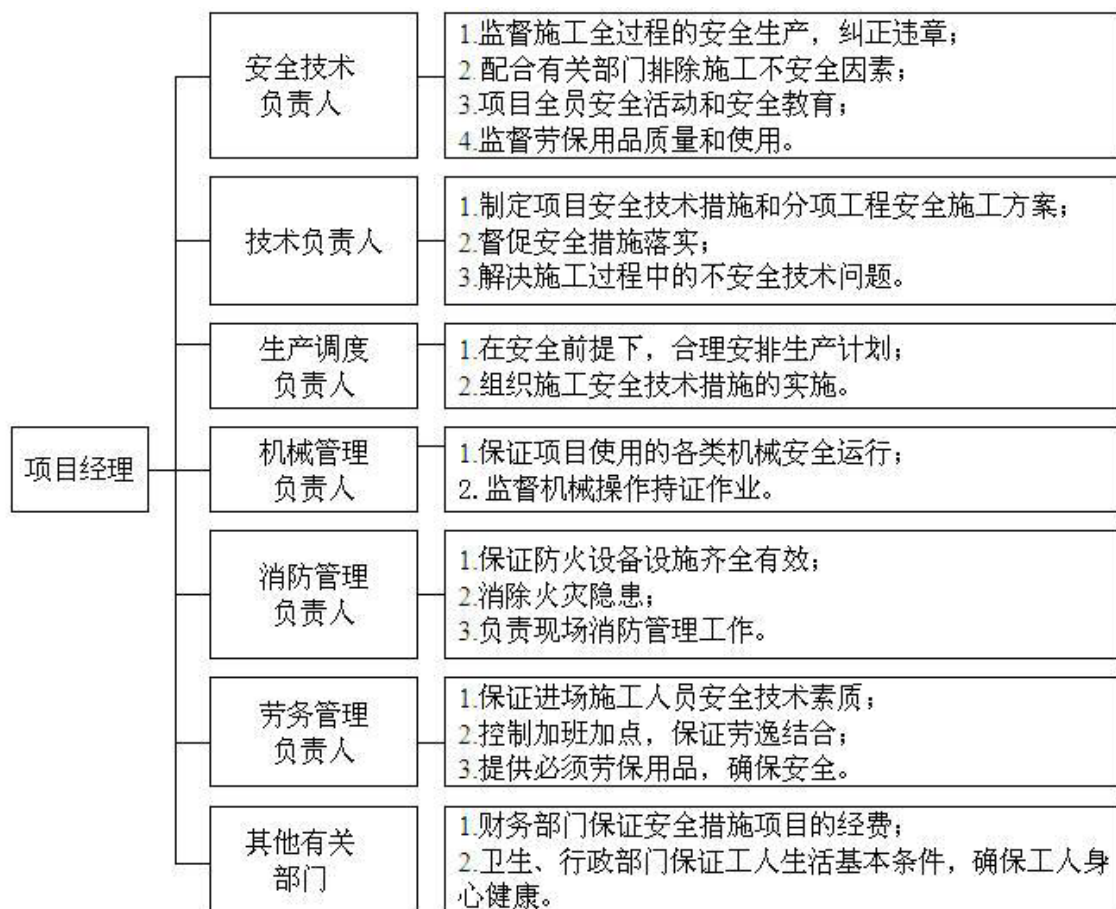 项目经理
安全技术
负责人
1.监督施工全过程的安全生产，纠正违章；
2.配合有关部门排除施工不安全因素；
3.项目全员安全活动和安全教育；
4.监督劳保用品质量和使用。
技术负责人
1.制定项目安全技术措施和分项工程安全施工方案；
2.督促安全措施落实；
3.解决施工过程中的不安全技术问题。
生产调度
负责人
1.在安全前提下，合理安排生产计划；
2.组织施工安全技术措施的实施。
机械管理
负责人
1.保证项目使用的各类机械安全运行；
2.监督机械操作持证作业。
消防管理
负责人
1.保证防火设备设施齐全有效；
2.消除火灾隐患；
3.负责现场消防管理工作。
劳务管理
负责人
1.保证进场施工人员安全技术素质；
2.控制加班加点，保证劳逸结合；
3.提供必须劳保用品，确保安全。
其他有关
部门
1.财务部门保证安全措施项目的经费；
2.卫生、行政部门保证工人生活基本条件，确保工人身
心健康。